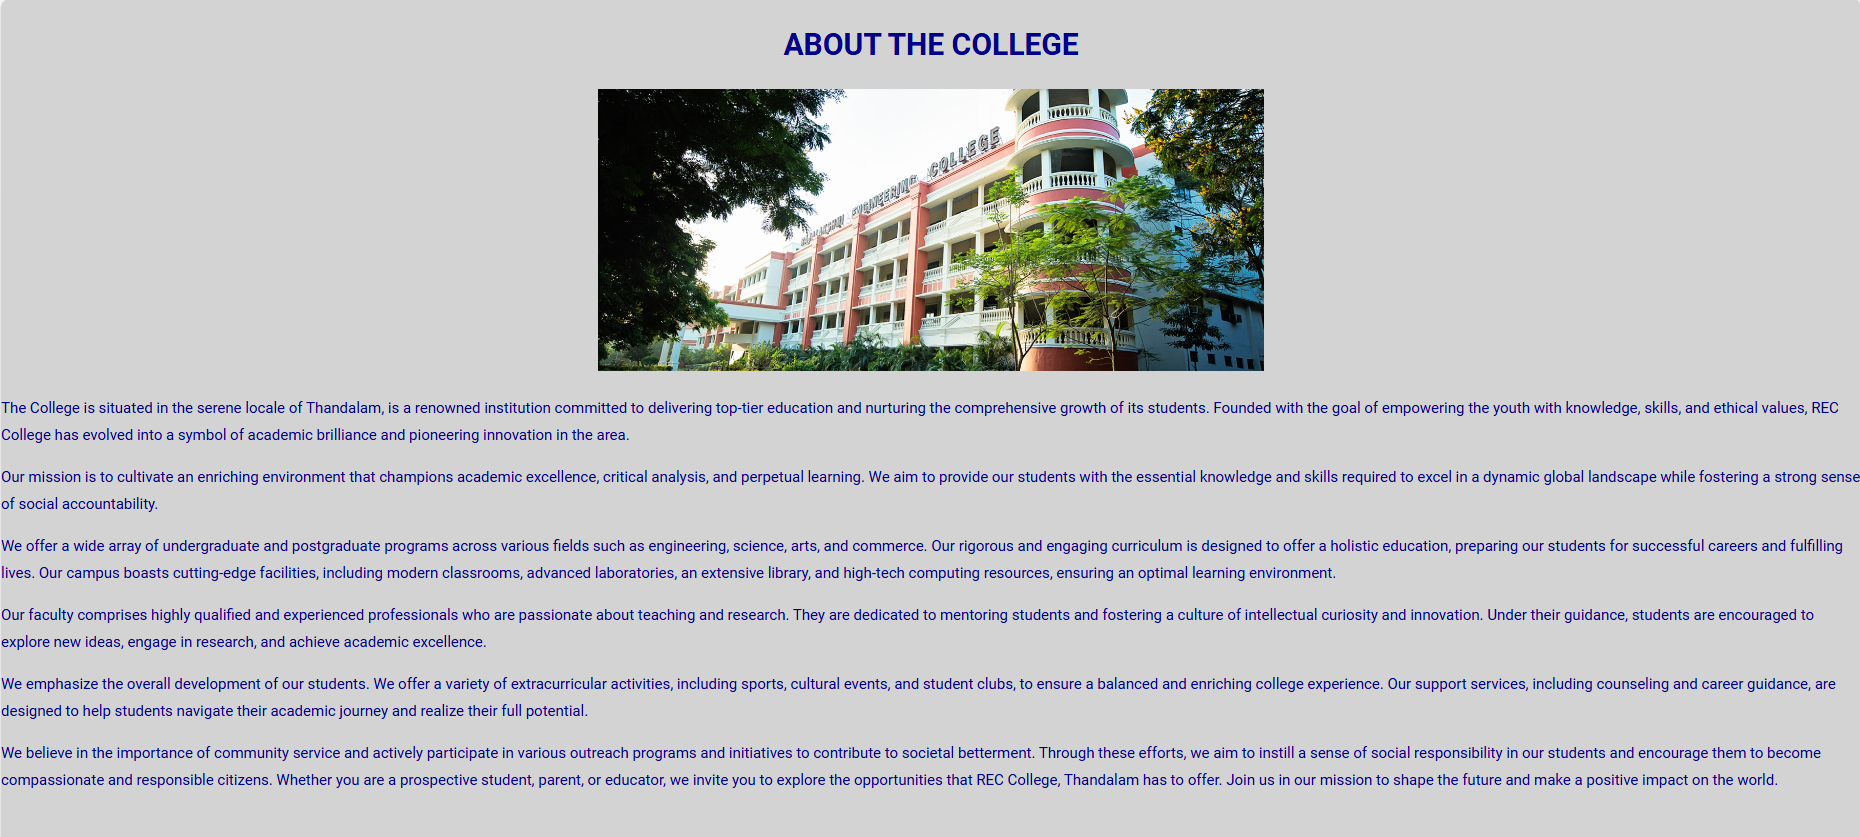 ABOUT THE COLLEGE
RAJALAKSHMI ENGINEERING COLLEGE
The College is situated in the serene locale of Thandalam, is a renowned institution committed to delivering top-tier education and nurturing the comprehensive growth of its students. Founded with the goal of empowering the youth with knowledge, skills, and ethical values, REC
College has evolved into a symbol of academic brilliance and pioneering innovation in the area.
Our mission is to cultivate an enriching environment that champions academic excellence, critical analysis, and perpetual learning. We aim to provide our students with the essential knowledge and skills required to excel in a dynamic global landscape while fostering a strong sense
of social accountability.
We offer a wide array of undergraduate and postgraduate programs across various fields such as engineering, science, arts, and commerce. Our rigorous and engaging curriculum is designed to offer a holistic education, preparing our students for successful careers and fulfilling
lives. Our campus boasts cutting-edge facilities, including modern classrooms, advanced laboratories, an extensive library, and high-tech computing resources, ensuring an optimal learning environment.
Our faculty comprises highly qualified and experienced professionals who are passionate about teaching and research. They are dedicated to mentoring students and fostering a culture of intellectual curiosity and innovation. Under their guidance, students are encouraged to
explore new ideas, engage in research, and achieve academic excellence.
We emphasize the overall development of our students. We offer a variety of extracurricular activities, including sports, cultural events, and student clubs, to ensure a balanced and enriching college experience. Our support services, including counseling and career guidance, are
designed to help students navigate their academic journey and realize their full potential.
We believe in the importance of community service and actively participate in various outreach programs and initiatives to contribute to societal betterment. Through these efforts, we aim to instill a sense of social responsibility in our students and encourage them to become
compassionate and responsible citizens. Whether you are a prospective student, parent, or educator, we invite you to explore the opportunities that REC College, Thandalam has to offer. Join us in our mission to shape the future and make a positive impact on the world.